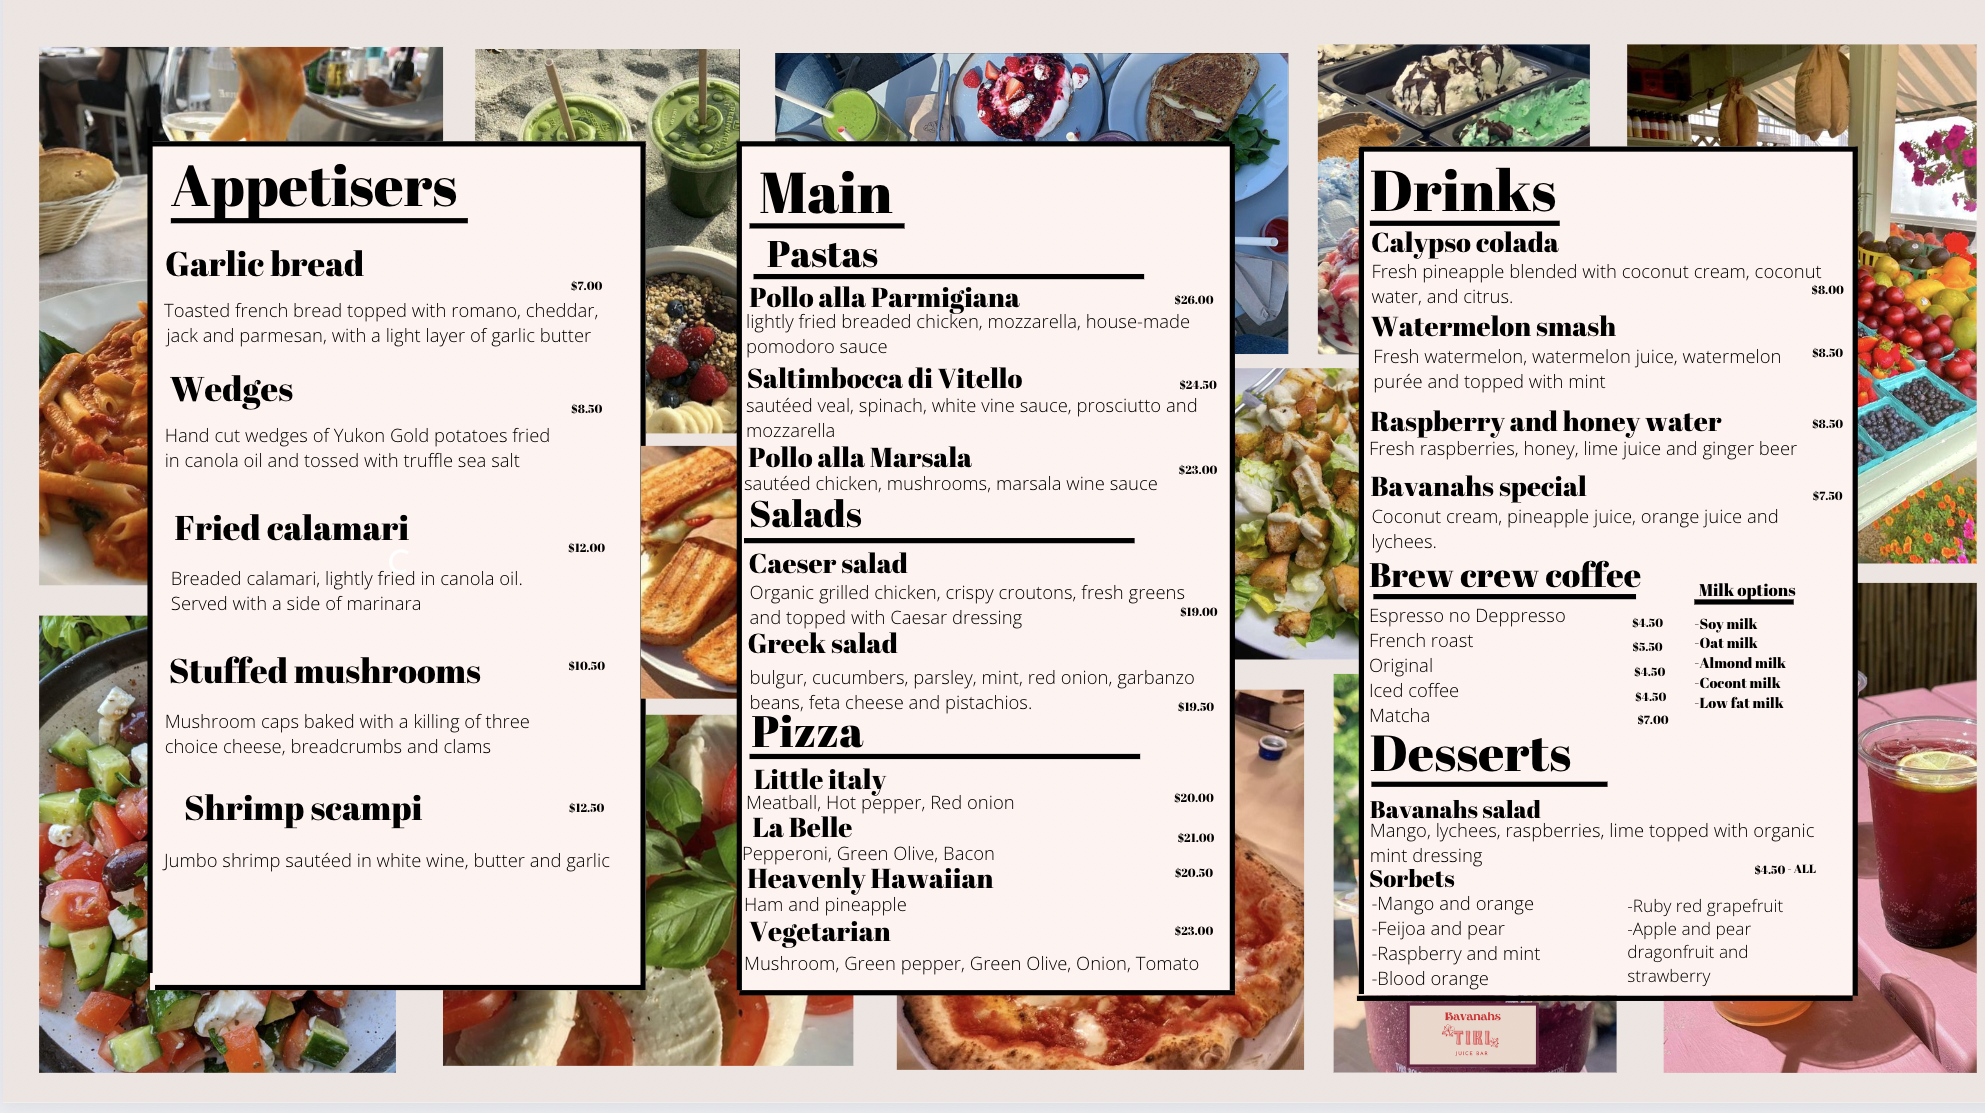 Appetisers
Garlic bread
$7.00
Toasted french bread topped with romano, cheddar,
jack and parmesan, with a light layer of garlic butter
Wedges
$8.50
Hand cut wedges of Yukon Gold potatoes fried
in canola oil and tossed with truffle sea salt
Fried calamari
$12.00
Breaded calamari, lightly fried in canola oil.
Served with a side of marinara
Stuffed mushrooms
$10.50
Mushroom caps baked with a killing of three
choice cheese, breadcrumbs and clams
Shrimp scampi
$12.50
Jumbo shrimp sautéed in white wine, butter and garlic
Main
Pastas
Pollo alla Parmigiana
$26.00
lightly fried breaded chicken, mozzarella, house-made
pomodoro sauce
Saltimbocca di Vitello
$24.50
sautéed veal, spinach, white vine sauce, prosciutto and
mozzarella
Pollo alla Marsala
$23.00
sautéed chicken, mushrooms, marsala wine sauce
Salads
Caeser salad
Organic grilled chicken, crispy croutons, fresh greens
and topped with Caesar dressing
$19.00
Greek salad
bulgur, cucumbers, parsley, mint, red onion, garbanzo
beans, feta cheese and pistachios.
$19.50
Pizza
Little italy
Meatball, Hot pepper, Red onion
$20.00
La Belle
$21.00
Pepperoni, Green Olive, Bacon
Heavenly Hawaiian
$20.50
Ham and pineapple
Vegetarian
$23.00
Mushroom, Green pepper, Green Olive, Onion, Tomato
Drinks
Calypso colada
Fresh pineapple blended with coconut cream, coconut
water, and citrus.
$8.00
Watermelon smash
Fresh watermelon, watermelon juice, watermelon
$8.50
purée and topped with mint
Raspberry and honey water
$8.50
Fresh raspberries, honey, lime juice and ginger beer
Bavanahs special
$7.50
Coconut cream, pineapple juice, orange juice and
lychees.
Brew crew coffee
Espresso no Deppresso $4.50
French roast $5.50
Original $4.50
Iced coffee $4.50
Matcha $7.00
Milk options
-Soy milk
-Oat milk
-Almond milk
-Cocont milk
-Low fat milk
Desserts
Bavanahs salad
Mango, lychees, raspberries, lime topped with organic
mint dressing
$4.50 - ALL
Sorbets
-Mango and orange
-Feijoa and pear
-Raspberry and mint
-Blood orange
-Ruby red grapefruit
-Apple and pear
dragonfruit and
strawberry
Bavanahs
TIKI
JUICE BAR